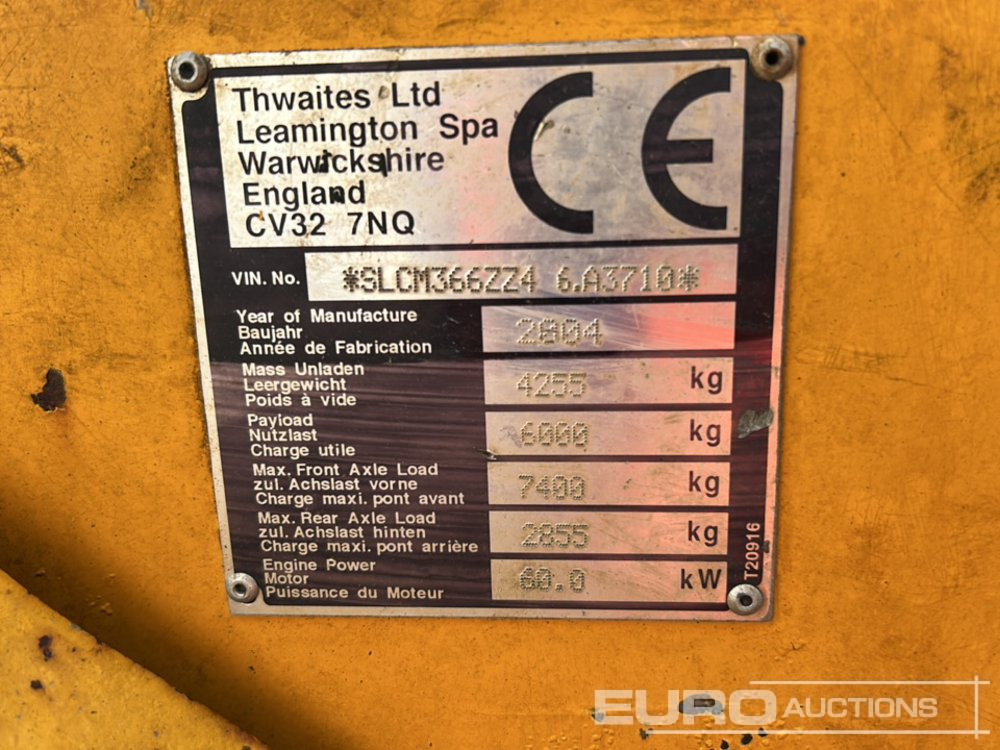 Thwaites Ltd
Leamington Spa
Warwickshire
England
CV32 7NQ
CE
VIN. No. *SLCM366ZZ4 6.A3710*
Year of Manufacture
Baujahr
Année de Fabrication
2004
Mass Unladen
Leergewicht
Poids à vide
4255 kg
Payload
Nutzlast
Charge utile
6000 kg
Max. Front Axle Load
zul. Achslast vorne
Charge maxi. pont avant
7400 kg
Max. Rear Axle Load
zul. Achslast hinten
Charge maxi. pont arrière
2855 kg
Engine Power
Motor
Puissance du Moteur
60.0 kW
T20916
EURO AUCTIONS